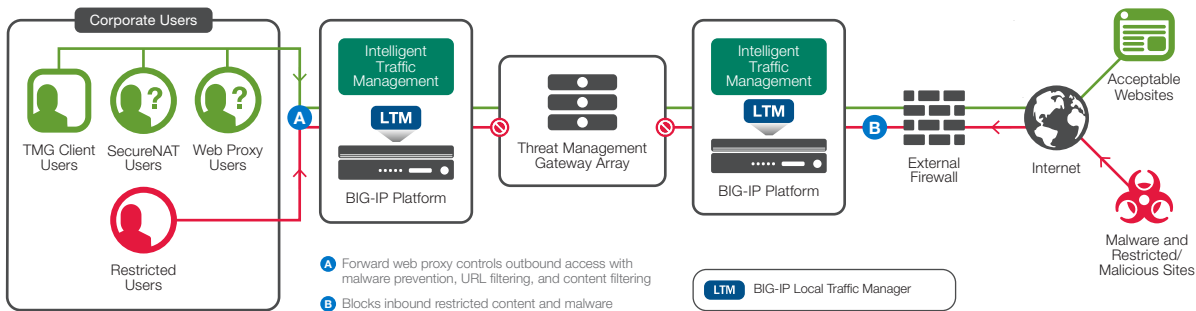 Corporate Users
TMG Client
Users
SecureNAT
Users
Web Proxy
Users
?
?
Restricted
Users
A
Intelligent
Traffic
Management
LTM
BIG-IP Platform
Threat Management
Gateway Array
Intelligent
Traffic
Management
LTM
BIG-IP Platform
B
External
Firewall
Internet
Acceptable
Websites
Malware and
Restricted/
Malicious Sites
A Forward web proxy controls outbound access with
malware prevention, URL filtering, and content filtering
B Blocks inbound restricted content and malware
LTM BIG-IP Local Traffic Manager